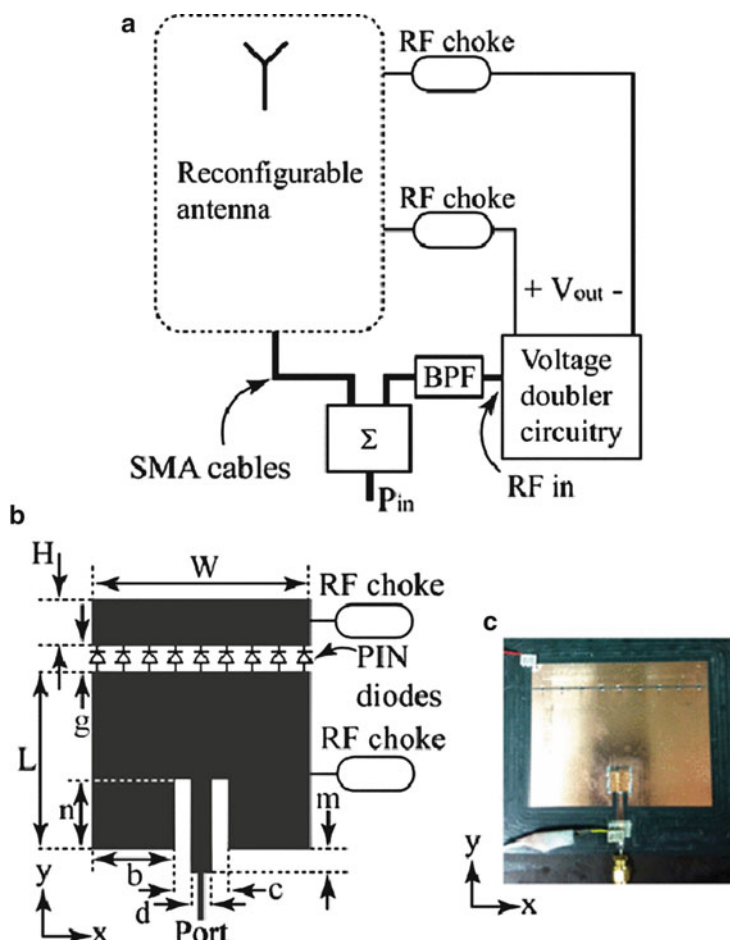 a
RF choke
Reconfigurable
antenna
RF choke
+ Vout -
Voltage
doubler
circuitry
BPF
Σ
SMA cables
RF in
Pin
b
H
W
RF choke
PIN
diodes
g
L
RF choke
n
m
b
c
d
y
x
Port
c
y
x